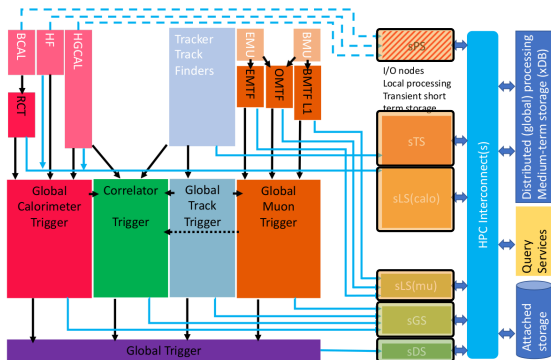 BCAL
HF
HGCAL
Tracker
Track
Finders
EMU
BMU
sPS
I/O nodes
Local processing
Transient short
term storage
RCT
EMTF
OMTF
BMTF L1
sTS
sLS(calo)
Global
Calorimeter
Trigger
Correlator
Trigger
Global
Track
Trigger
Global
Muon
Trigger
sLS(mu)
sGS
sDS
Global Trigger
HPC Interconnect(s)
Distributed (global) processing
Medium-term storage (xDB)
Query
Services
Attached
storage